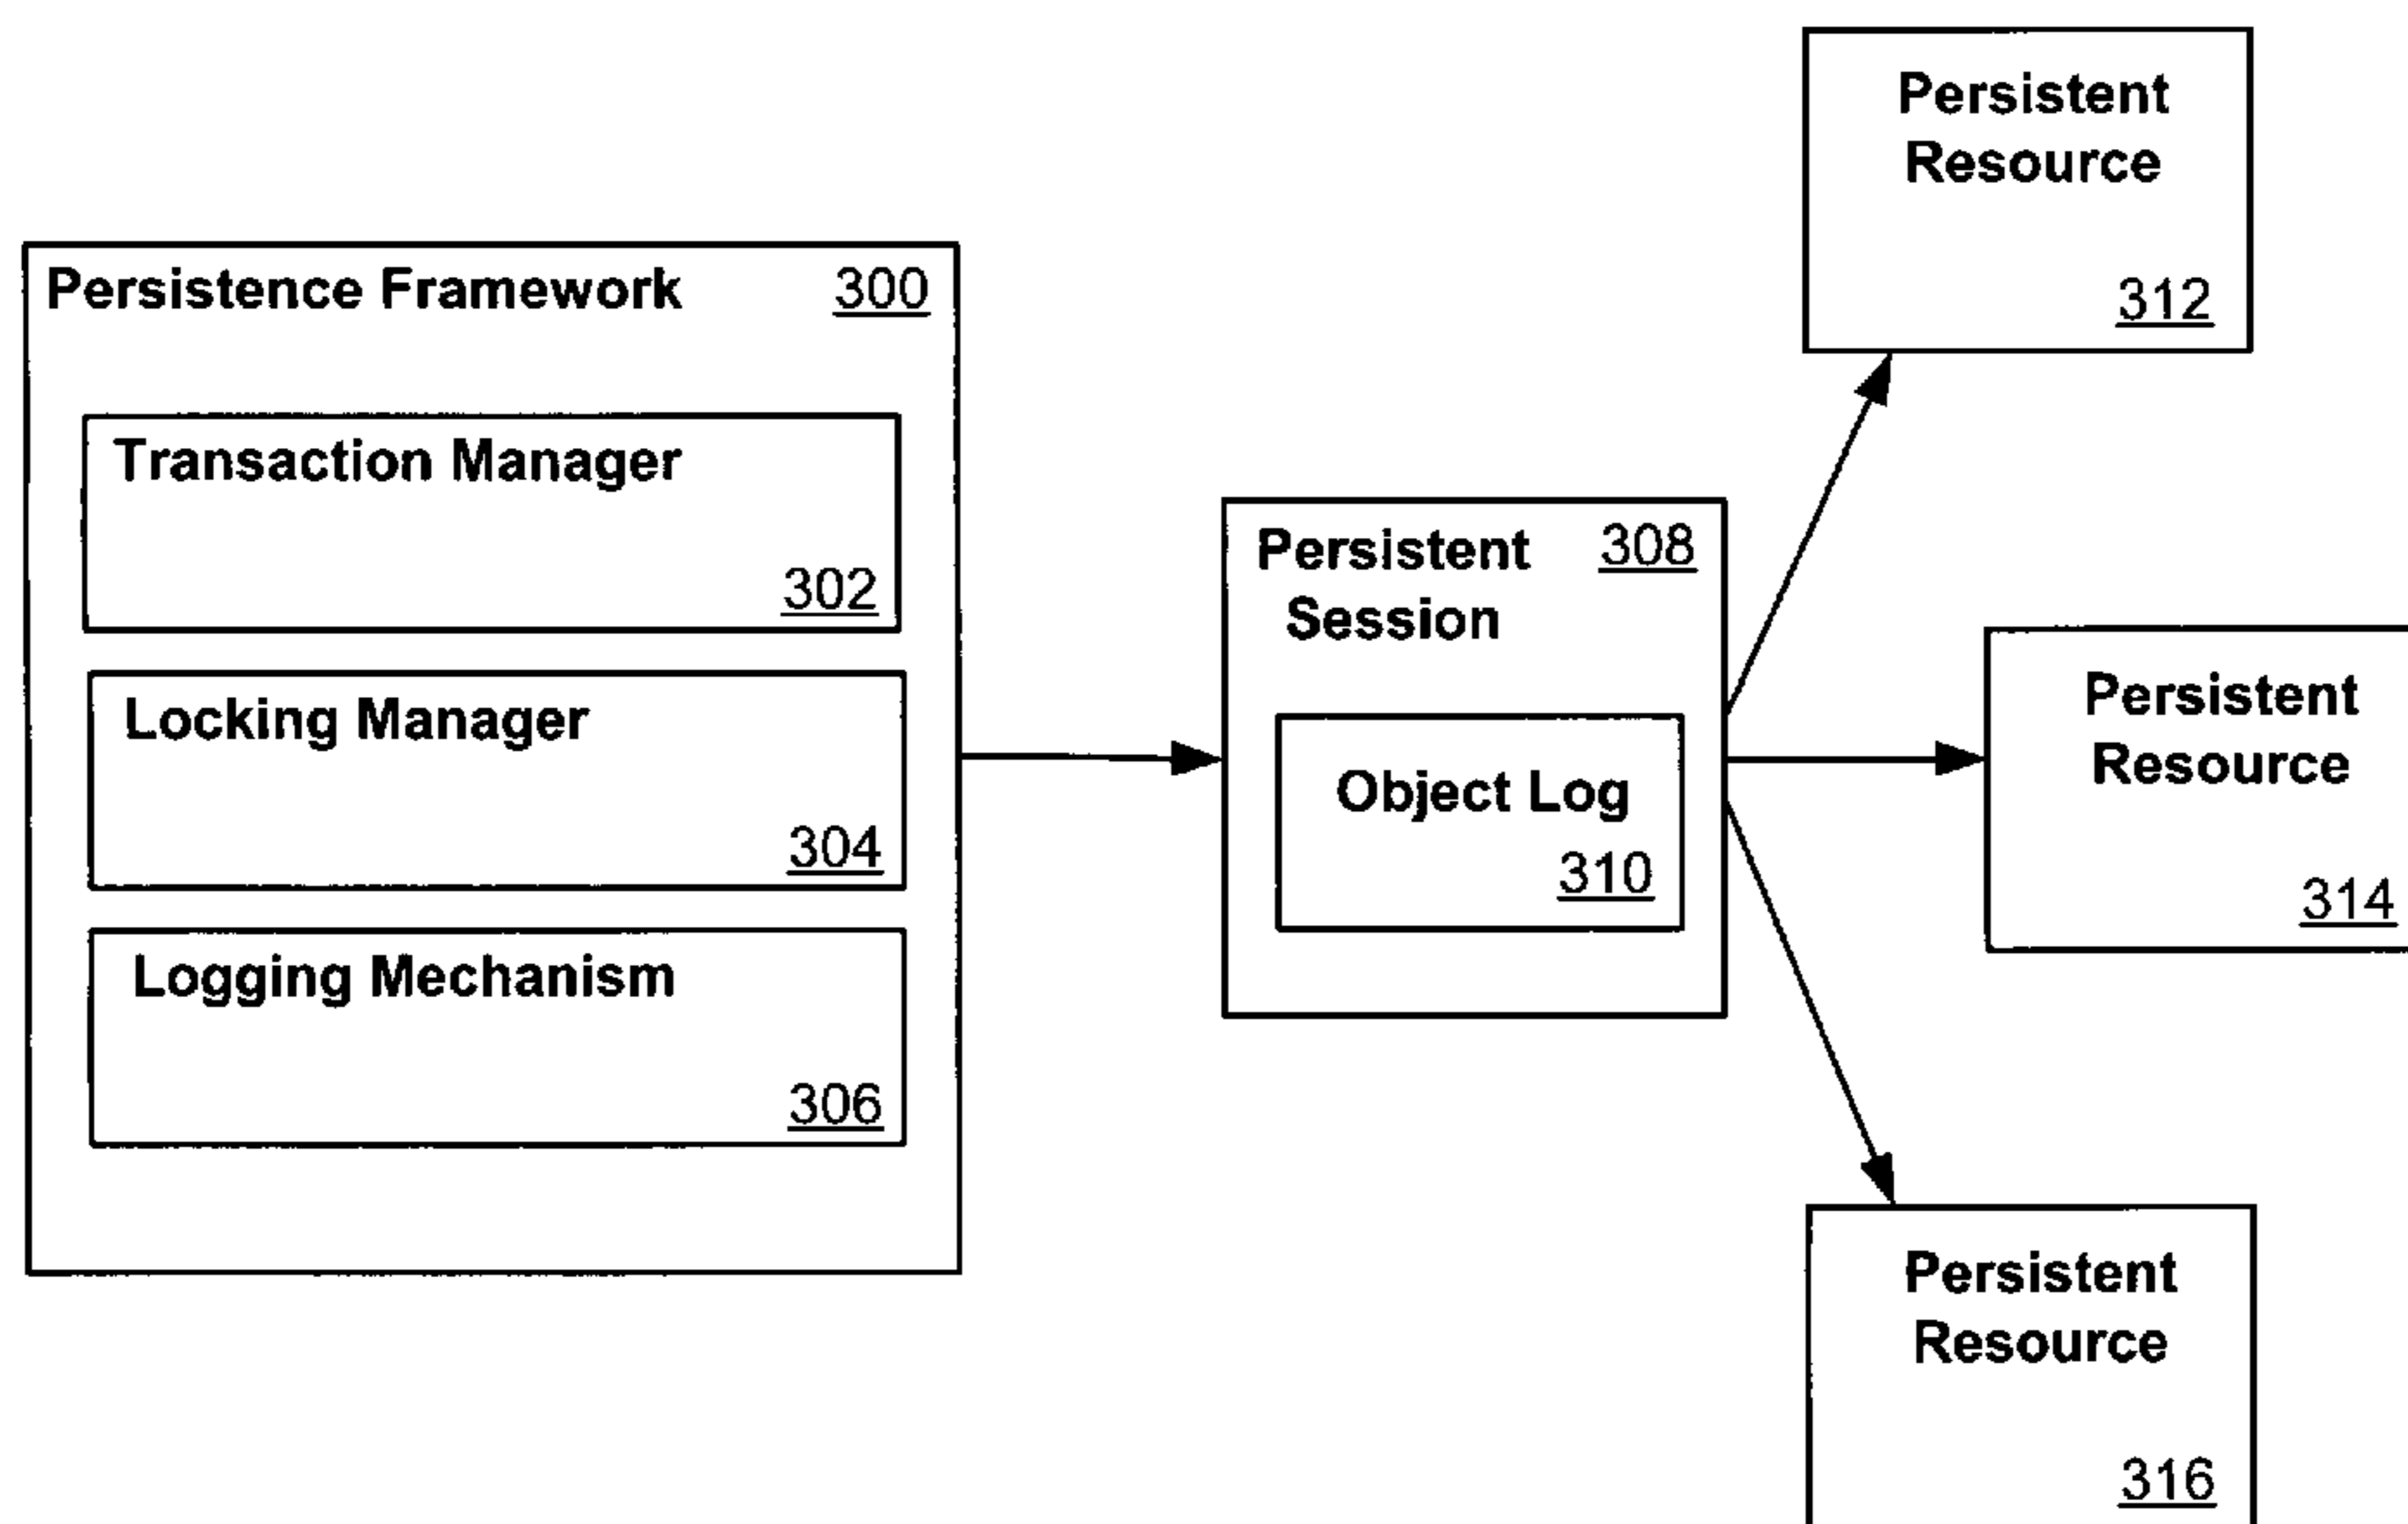 Persistence Framework 300
Transaction Manager
302
Locking Manager
304
Logging Mechanism
306
Persistent 308
Session
Object Log
310
Persistent
Resource
312
Persistent
Resource
314
Persistent
Resource
316